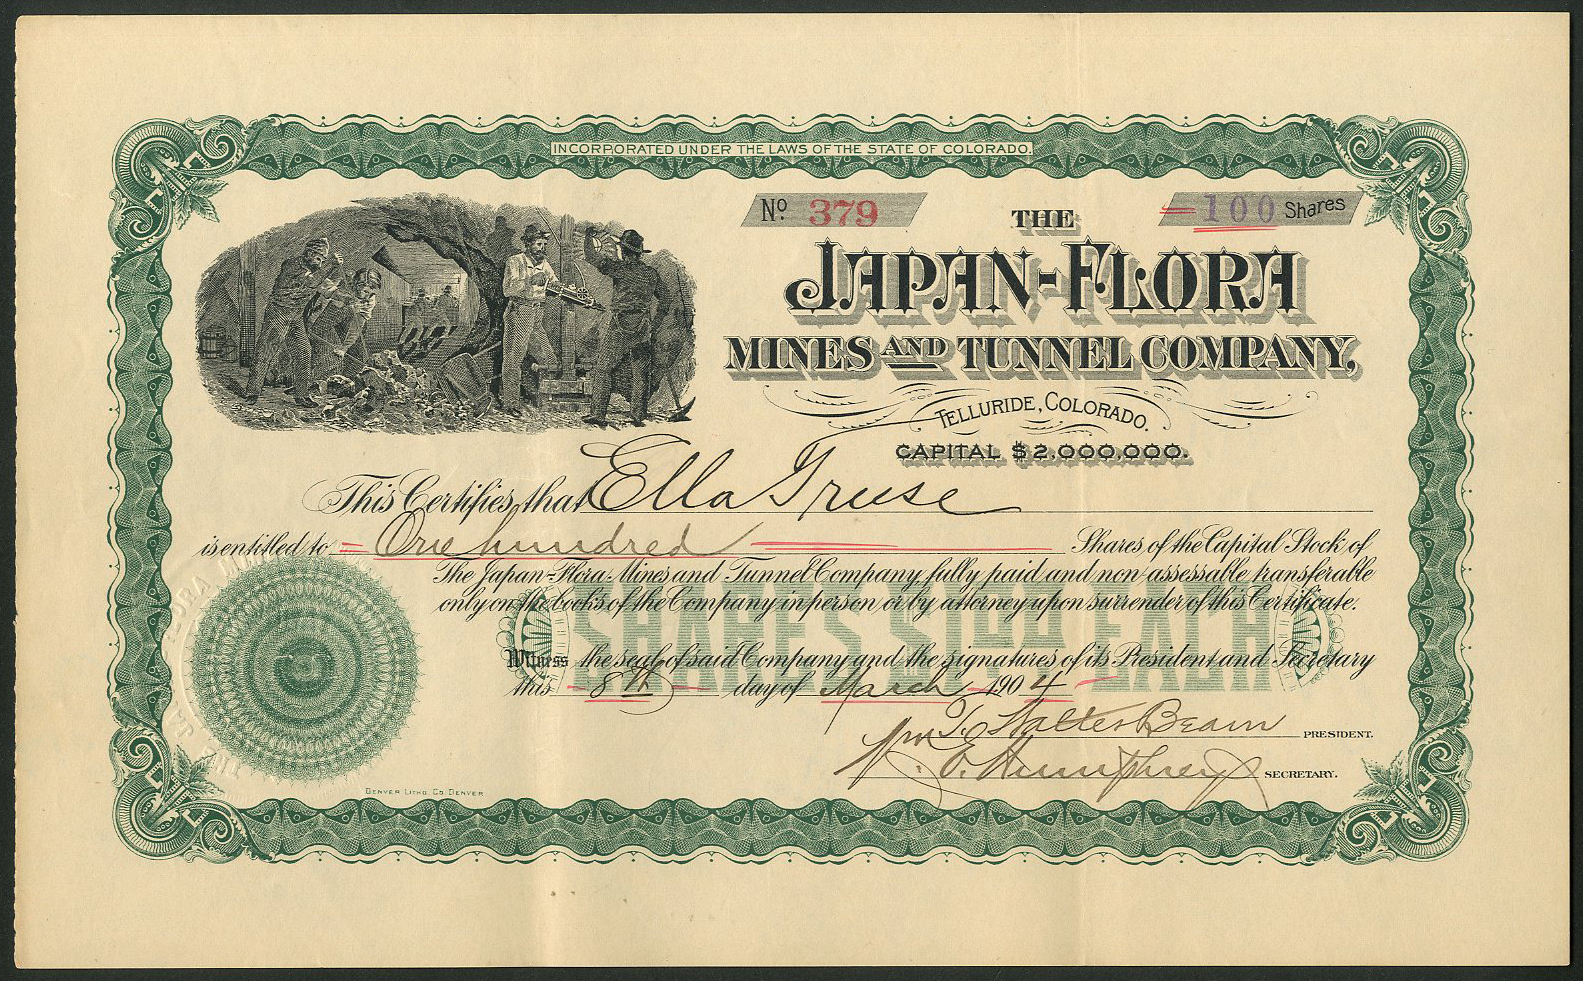 INCORPORATED UNDER THE LAWS OF THE STATE OF COLORADO.
No 379
100 Shares
THE
JAPAN-FLORA
MINES AND TUNNEL COMPANY,
TELLURIDE, COLORADO.
CAPITAL $2,000,000.
This Certifies that Ella Truse
is entitled to One hundred Shares of the Capital Stock of
The Japan-Flora Mines and Tunnel Company fully paid and non-assessable transferable
only on the books of the Company in person or by attorney upon surrender of this Certificate.
SHARES $1.00 EACH
Witness the seal of said Company and the signatures of its President and Secretary
this 8th day of March 1904
Walter Beam PRESIDENT.
Humphrey SECRETARY.
DENVER LITHO. CO. DENVER